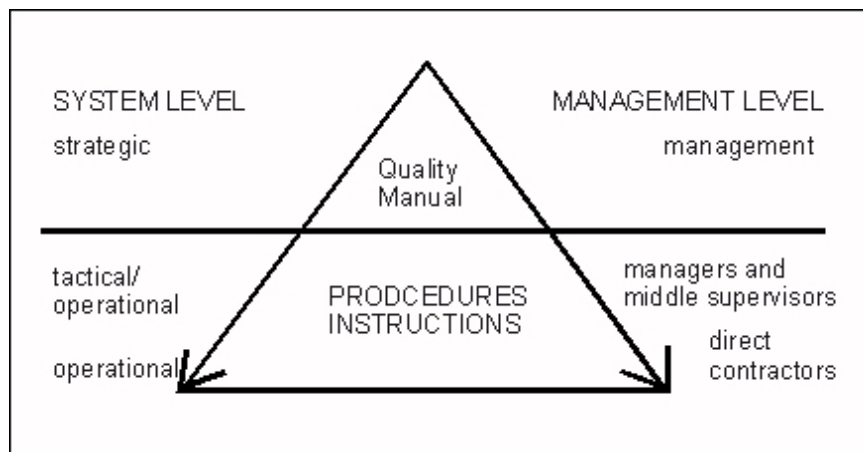 SYSTEM LEVEL
MANAGEMENT LEVEL
strategic
management
Quality
Manual
tactical/
operational
PRODCEDURES
INSTRUCTIONS
managers and
middle supervisors
operational
direct
contractors